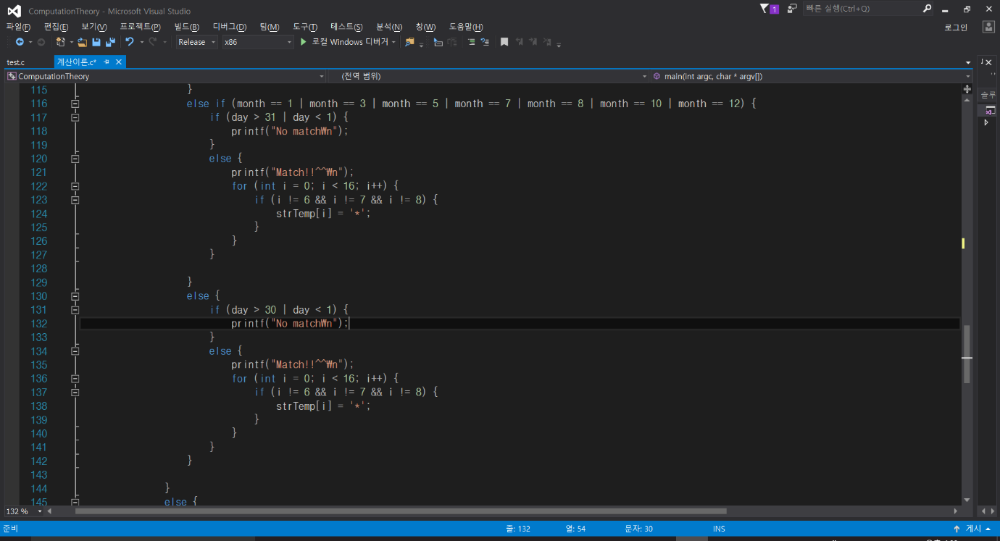 ComputationTheory - Microsoft Visual Studio
1
빠른 실행(Ctrl+Q)
파일(F) 편집(E) 보기(V) 프로젝트(P) 빌드(B) 디버그(D) 팀(M) 도구(T) 테스트(S) 분석(N) 창(W) 도움말(H)
로그인
Release x86 로컬 Windows 디버거
test.c 계산이론.c*
ComputationTheory (전역 범위) main(int argc, char * argv[])
솔루
115 }
116 else if (month == 1 | month == 3 | month == 5 | month == 7 | month == 8 | month == 10 | month == 12) {
117 if (day > 31 | day < 1) {
118 printf("No match₩n");
119 }
120 else {
121 printf("Match!!^^₩n");
122 for (int i = 0; i < 16; i++) {
123 if (i != 6 && i != 7 && i != 8) {
124 strTemp[i] = '*';
125 }
126 }
127 }
128
129 }
130 else {
131 if (day > 30 | day < 1) {
132 printf("No match₩n");
133 }
134 else {
135 printf("Match!!^^₩n");
136 for (int i = 0; i < 16; i++) {
137 if (i != 6 && i != 7 && i != 8) {
138 strTemp[i] = '*';
139 }
140 }
141 }
142 }
143
144 }
145 else {
132 %
준비 줄: 132 열: 54 문자: 30 INS 게시